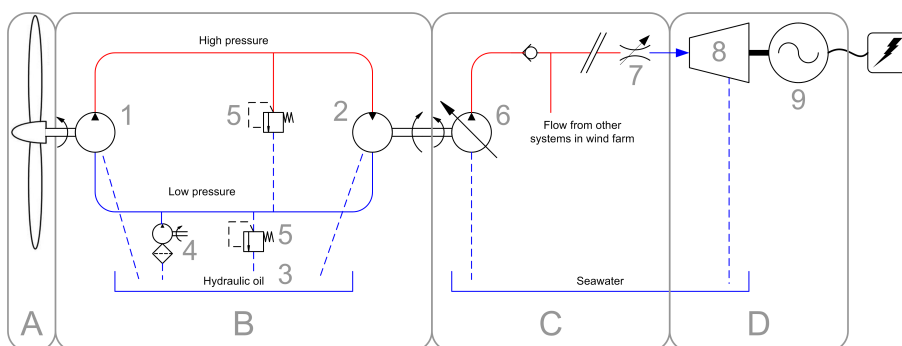 High pressure
1
5
2
6
7
8
9
Flow from other
systems in wind farm
Low pressure
4
5
3
Hydraulic oil
Seawater
A
B
C
D